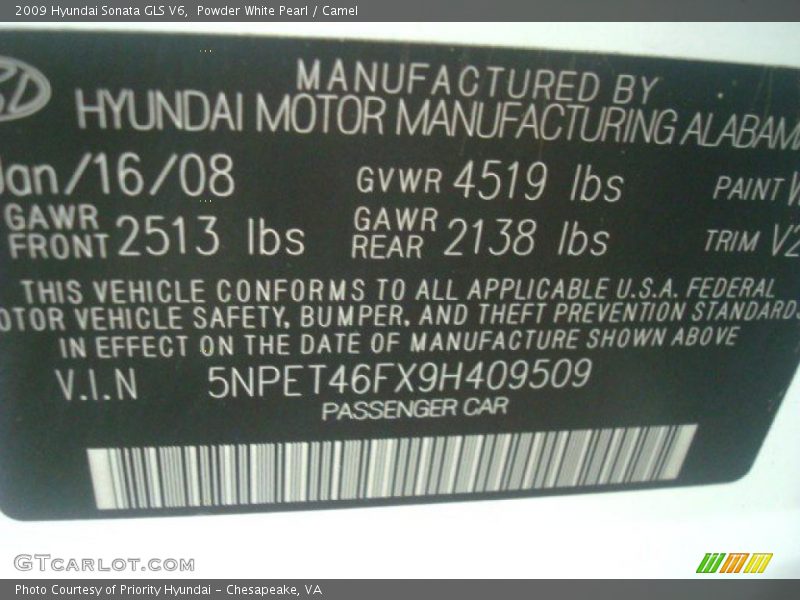 2009 Hyundai Sonata GLS V6,  Powder White Pearl / Camel
MANUFACTURED BY
HYUNDAI MOTOR MANUFACTURING ALABAMA
Jan/16/08 GVWR 4519 lbs PAINT
GAWR FRONT 2513 lbs GAWR REAR 2138 lbs TRIM V2
THIS VEHICLE CONFORMS TO ALL APPLICABLE U.S.A. FEDERAL
MOTOR VEHICLE SAFETY, BUMPER, AND THEFT PREVENTION STANDARDS
IN EFFECT ON THE DATE OF MANUFACTURE SHOWN ABOVE
V.I.N 5NPET46FX9H409509
PASSENGER CAR
GTCARLOT.COM
Photo Courtesy of Priority Hyundai - Chesapeake, VA